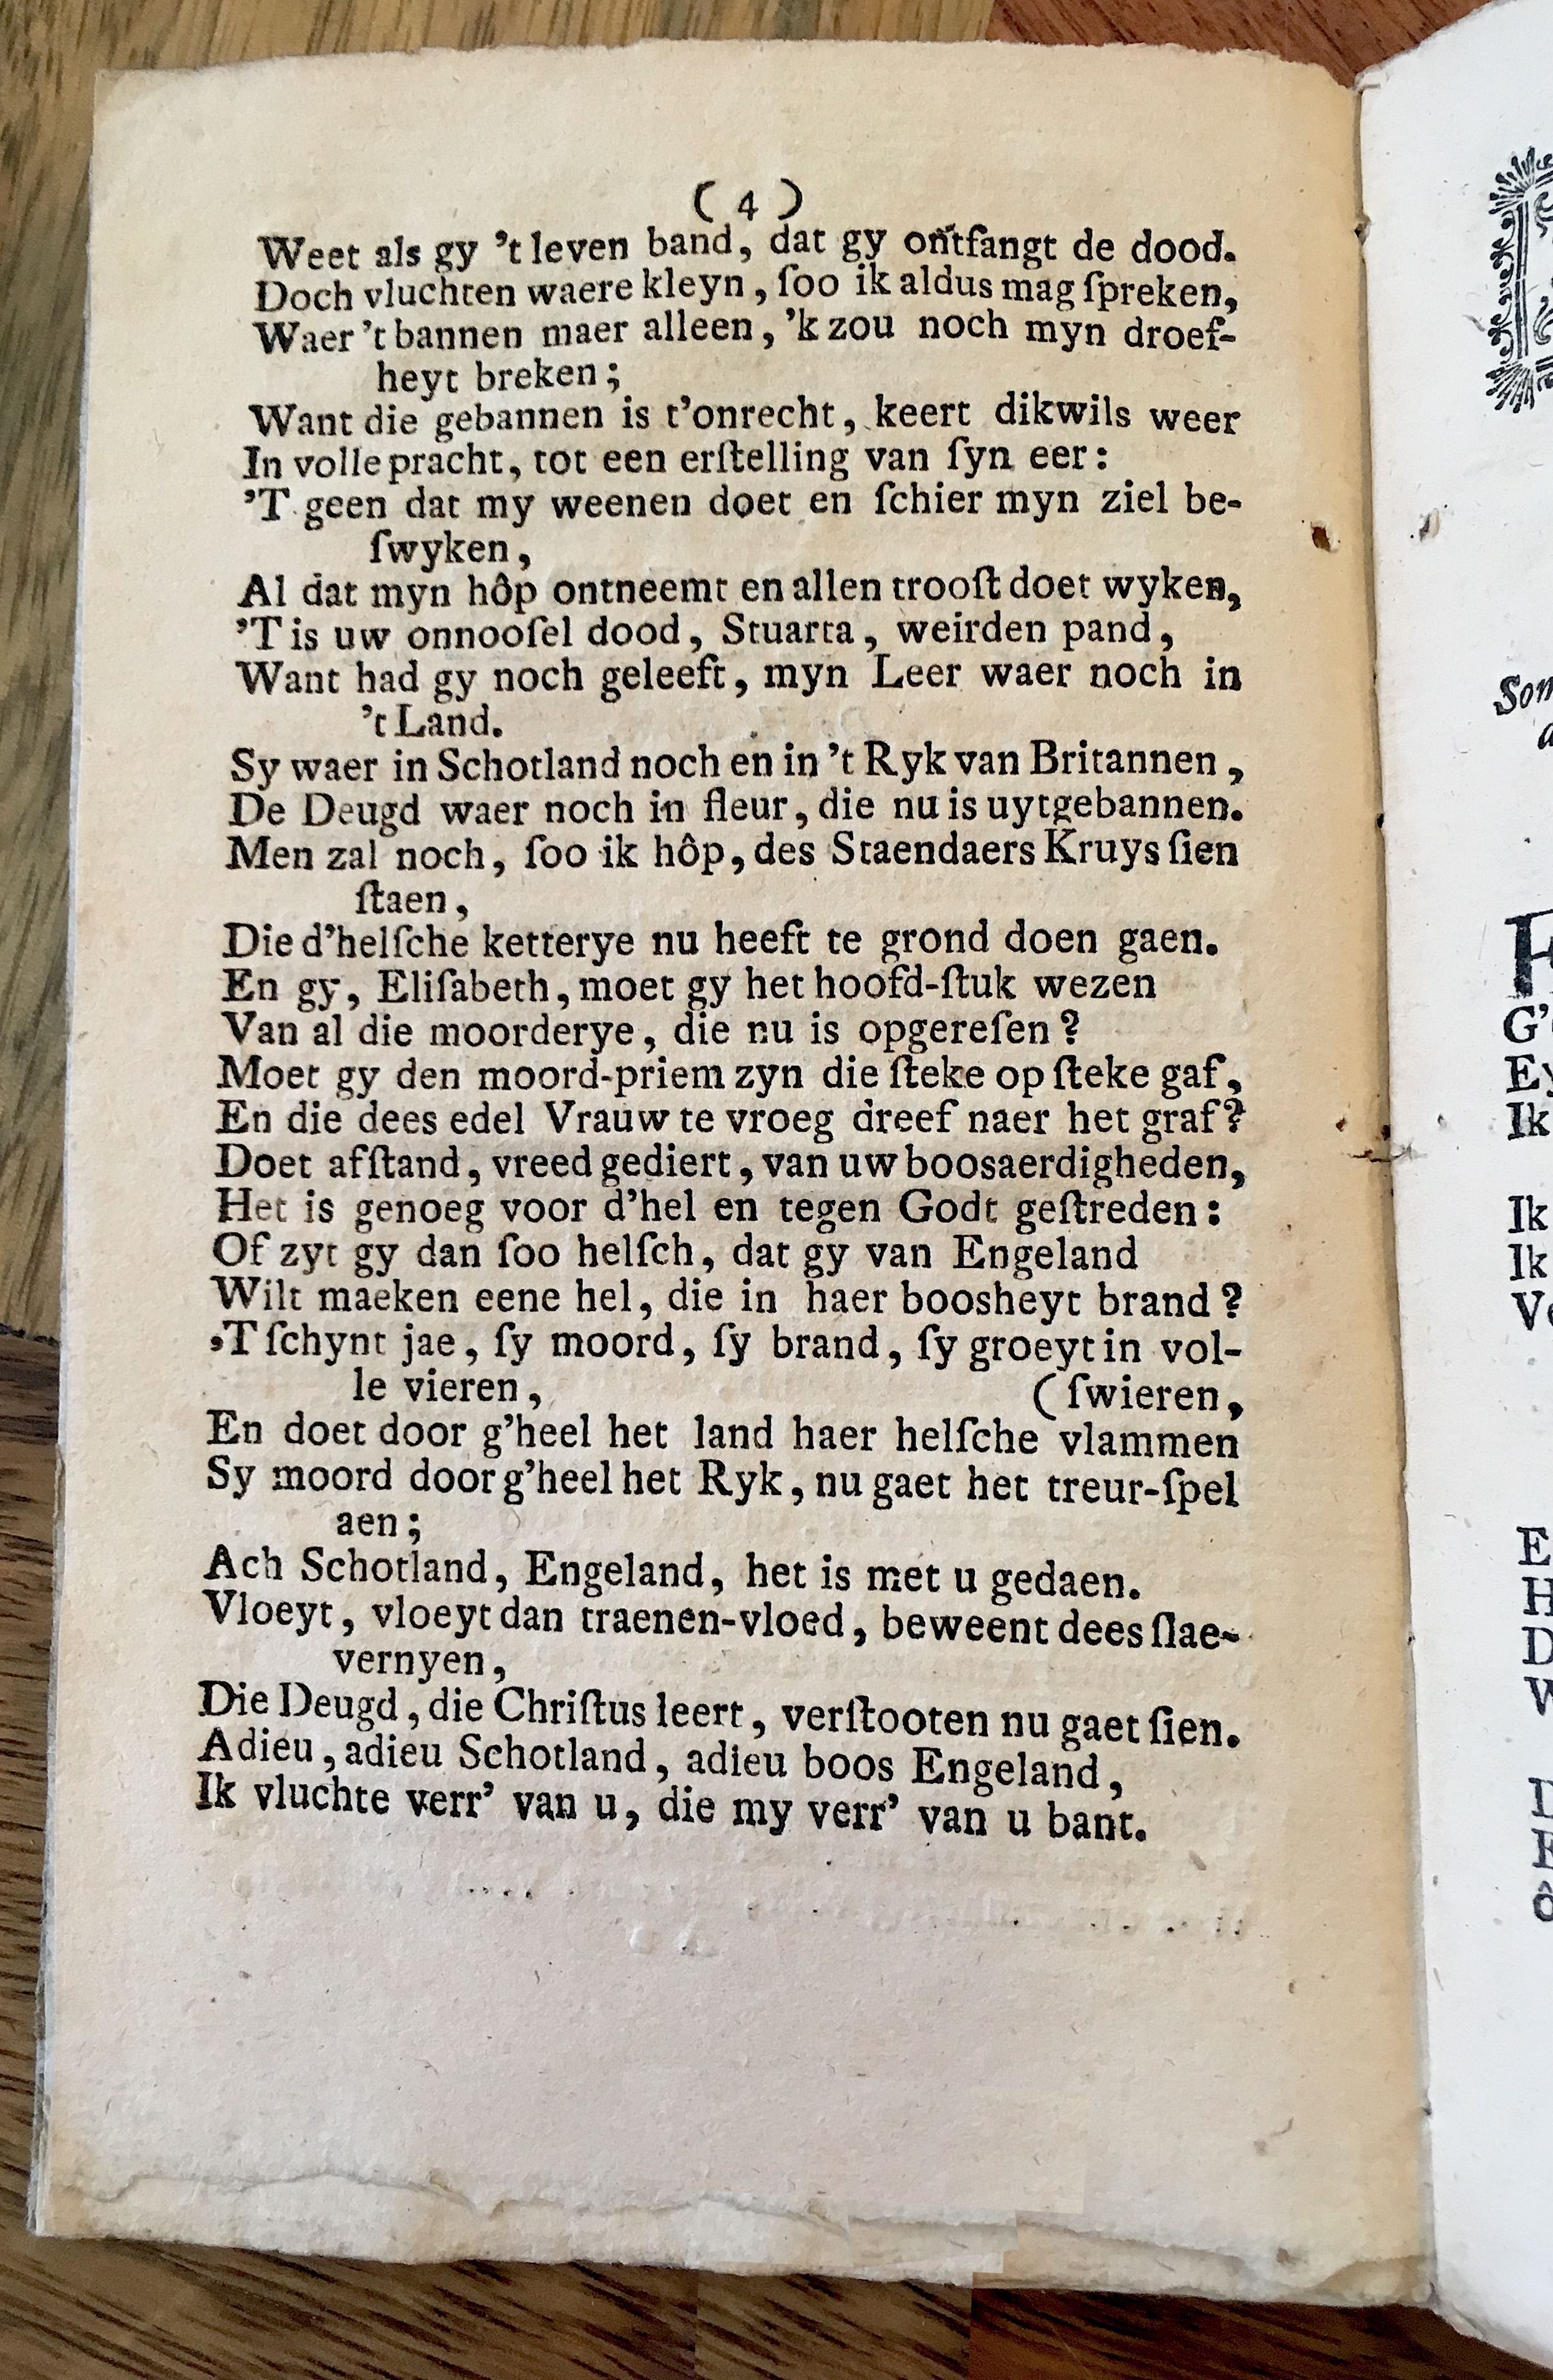 ( 4 )
Weet als gy 't leven band, dat gy ontfangt de dood.
Doch vluchten waere kleyn, ſoo ik aldus mag ſpreken,
Waer 't bannen maer alleen, 'k zou noch myn droef-
heyt breken;
Want die gebannen is t'onrecht, keert dikwils weer
In volle pracht, tot een erſtelling van ſyn eer:
'T geen dat my weenen doet en ſchier myn ziel be-
ſwyken,
Al dat myn hôp ontneemt en allen trooſt doet wyken,
'T is uw onnooſel dood, Stuarta, weirden pand,
Want had gy noch geleeft, myn Leer waer noch in
't Land.
Sy waer in Schotland noch en in 't Ryk van Britannen,
De Deugd waer noch in fleur, die nu is uytgebannen.
Men zal noch, ſoo ik hôp, des Staendaers Kruys ſien
ſtaen,
Die d'helſche ketterye nu heeft te grond doen gaen.
En gy, Eliſabeth, moet gy het hoofd-ſtuk wezen
Van al die moorderye, die nu is opgereſen?
Moet gy den moord-priem zyn die ſteke op ſteke gaf,
En die dees edel Vrauw te vroeg dreef naer het graf?
Doet afſtand, vreed gediert, van uw boosaerdigheden,
Het is genoeg voor d'hel en tegen Godt geſtreden:
Of zyt gy dan ſoo helſch, dat gy van Engeland
Wilt maeken eene hel, die in haer boosheyt brand?
'T ſchynt jae, ſy moord, ſy brand, ſy groeyt in vol-
le vieren, (ſwieren,
En doet door g'heel het land haer helſche vlammen
Sy moord door g'heel het Ryk, nu gaet het treur-ſpel
aen;
Ach Schotland, Engeland, het is met u gedaen.
Vloeyt, vloeyt dan traenen-vloed, beweent dees ſlae-
vernyen,
Die Deugd, die Chriſtus leert, verſtooten nu gaet ſien.
Adieu, adieu Schotland, adieu boos Engeland,
Ik vluchte verr' van u, die my verr' van u bant.
Som
G'
Ey
Ik
Ik
Ik